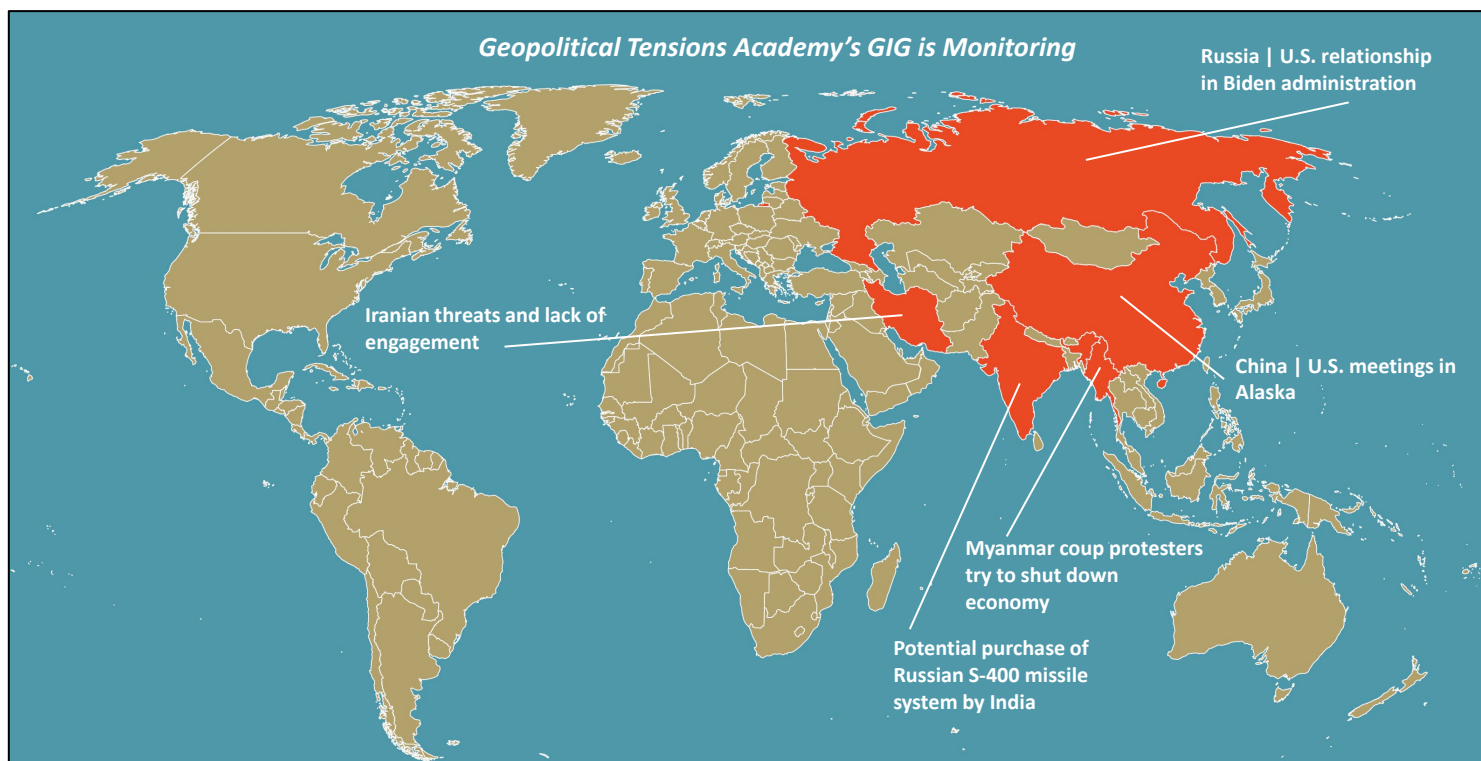 Geopolitical Tensions Academy’s GIG is Monitoring
Russia | U.S. relationship
in Biden administration
Iranian threats and lack of
engagement
China | U.S. meetings in
Alaska
Myanmar coup protesters
try to shut down
economy
Potential purchase of
Russian S-400 missile
system by India